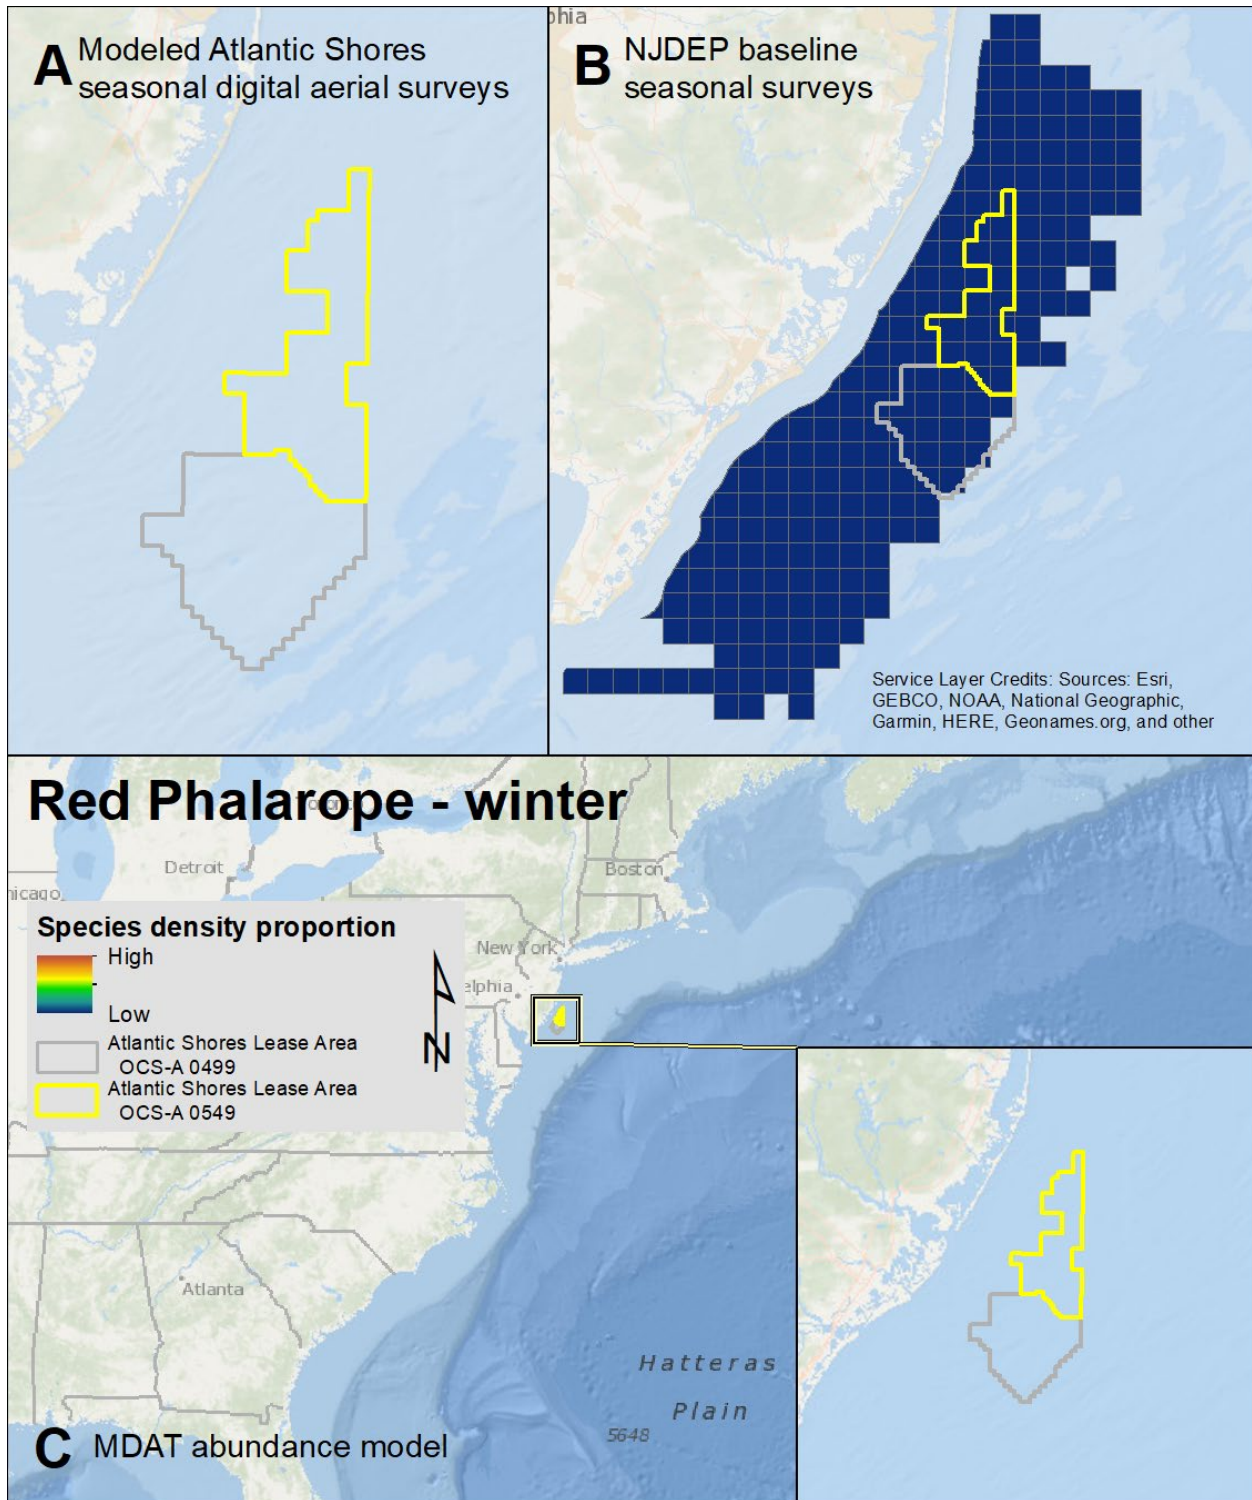 phia
A Modeled Atlantic Shores
seasonal digital aerial surveys
B NJDEP baseline
seasonal surveys
Service Layer Credits: Sources: Esri,
GEBCO, NOAA, National Geographic,
Garmin, HERE, Geonames.org, and other
Red Phalarope - winter
Detroit
Boston
hicago
Species density proportion
High
Low
Atlantic Shores Lease Area
OCS-A 0499
Atlantic Shores Lease Area
OCS-A 0549
N
New York
elphia
Atlanta
Hatteras
Plain
5648
C MDAT abundance model